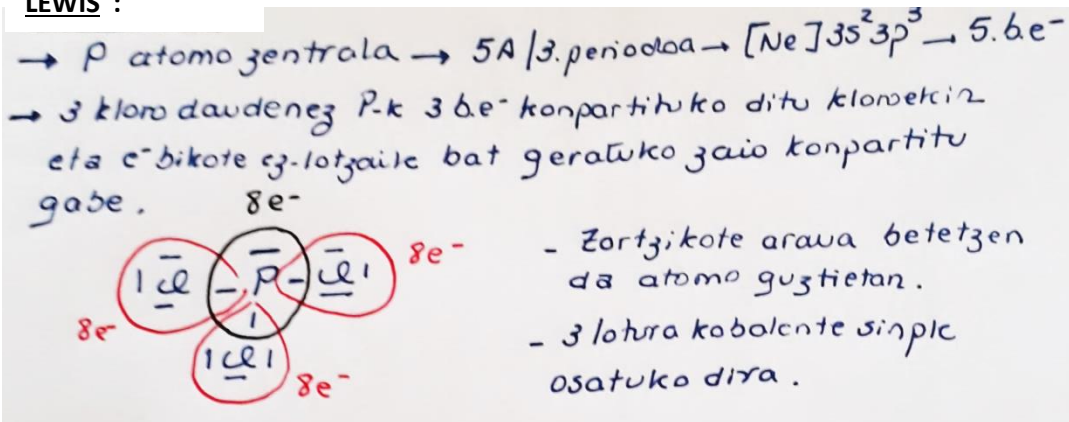 LEWIS :
→ P atomo zentrala → 5A/3.periodoa → [Ne]3s²3p³ → 5.b.e⁻
→ 3 kloro daudenez P-k 3 b.e⁻ konpartituko ditu kloroekin
eta e⁻bikote ez-lotzaile bat geratuko zaio konpartitu
gabe.
8e⁻
8e⁻
|Cl - P - Cl|
8e⁻
|Cl|
8e⁻
- Zortzikote araua betetzen
da atomo guztietan.
- 3 lotura kobalente sinple
osatuko dira.